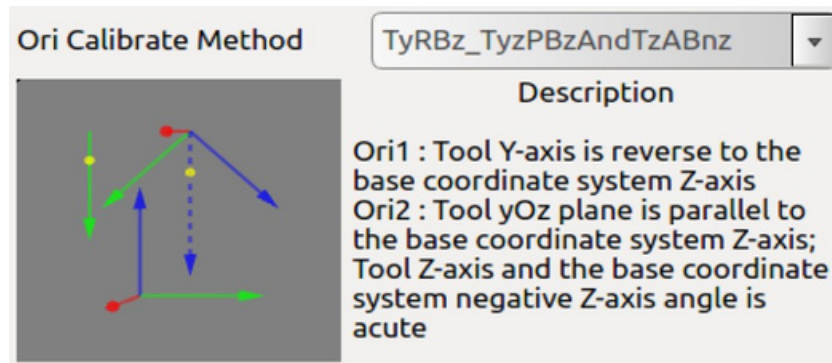 Ori Calibrate Method
TyRBz_TyzPBzAndTzABnz
Description
Ori1 : Tool Y-axis is reverse to the
base coordinate system Z-axis
Ori2 : Tool yOz plane is parallel to
the base coordinate system Z-axis;
Tool Z-axis and the base coordinate
system negative Z-axis angle is
acute